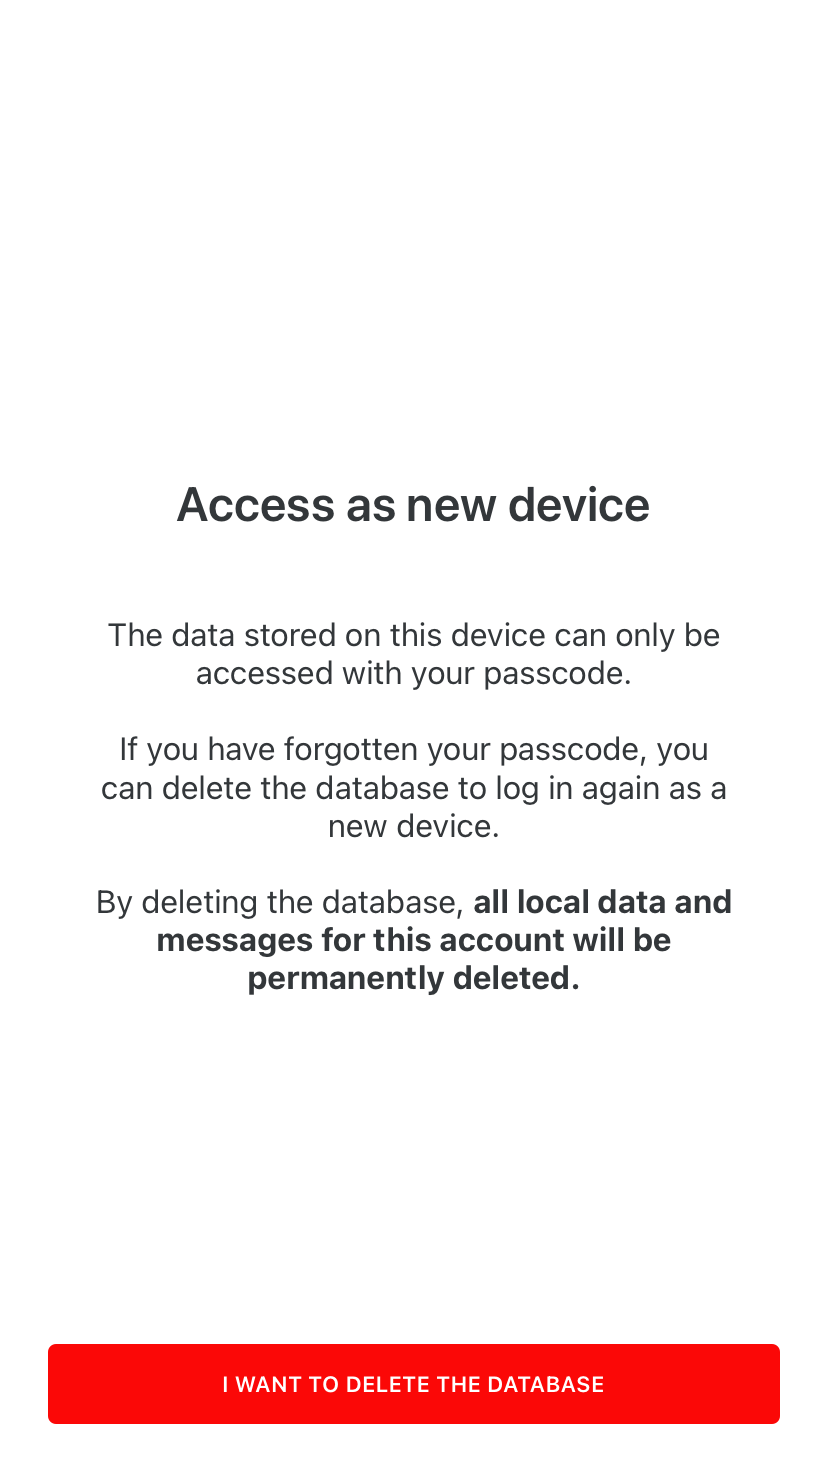 Access as new device
The data stored on this device can only be
accessed with your passcode.
If you have forgotten your passcode, you
can delete the database to log in again as a
new device.
By deleting the database, all local data and
messages for this account will be
permanently deleted.
I WANT TO DELETE THE DATABASE